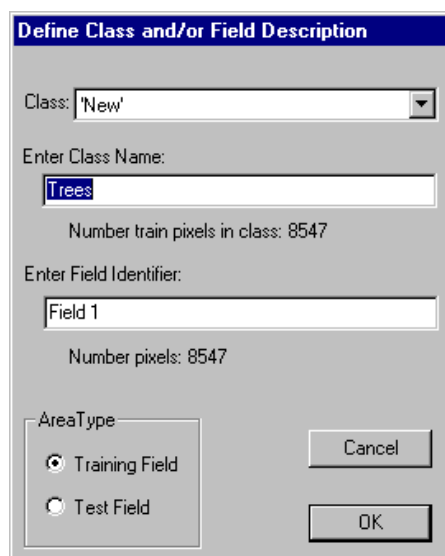 Define Class and/or Field Description
Class: 'New'
Enter Class Name:
Trees
Number train pixels in class: 8547
Enter Field Identifier:
Field 1
Number pixels: 8547
AreaType
Training Field
Test Field
Cancel
OK